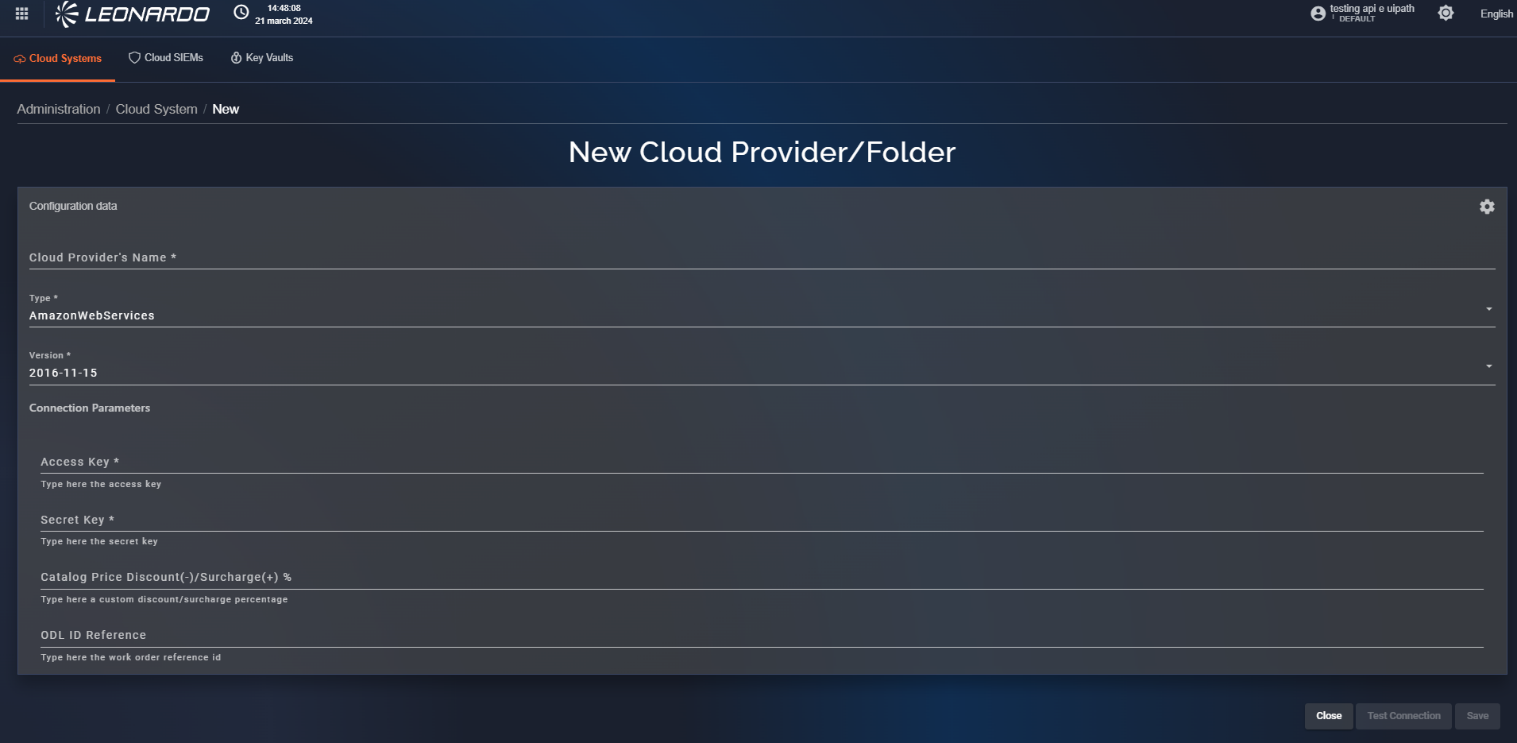 LEONARDO
14:48:08
21 march 2024
testing api e uipath
DEFAULT
English
Cloud Systems
Cloud SIEMs
Key Vaults
Administration / Cloud System / New
New Cloud Provider/Folder
Configuration data
Cloud Provider's Name *
Type *
AmazonWebServices
Version *
2016-11-15
Connection Parameters
Access Key *
Type here the access key
Secret Key *
Type here the secret key
Catalog Price Discount(-)/Surcharge(+) %
Type here a custom discount/surcharge percentage
ODL ID Reference
Type here the work order reference id
Close
Test Connection
Save